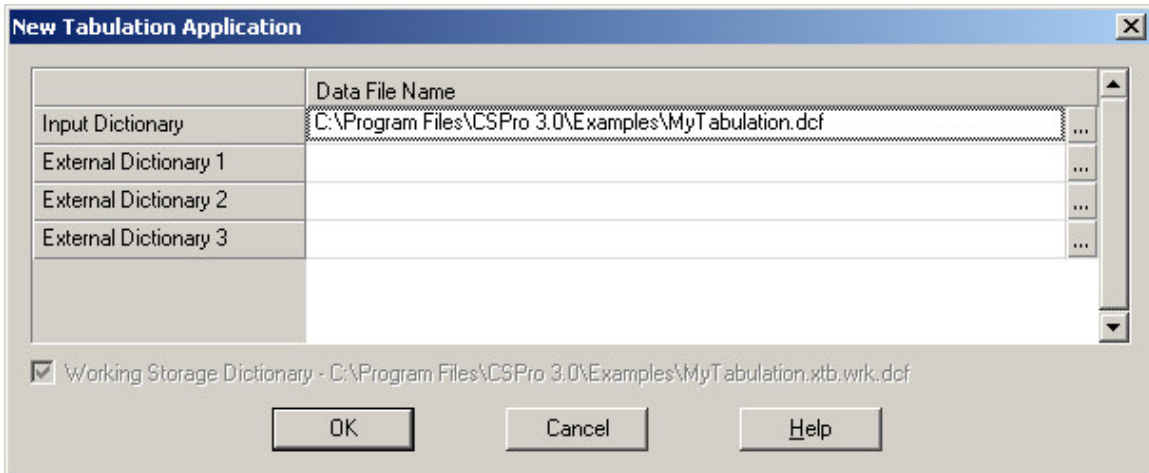 New Tabulation Application
Data File Name
Input Dictionary C:\Program Files\CSPro 3.0\Examples\MyTabulation.dcf ...
External Dictionary 1 ...
External Dictionary 2 ...
External Dictionary 3 ...
Working Storage Dictionary - C:\Program Files\CSPro 3.0\Examples\MyTabulation.xtb.wrk.dcf
OK Cancel Help